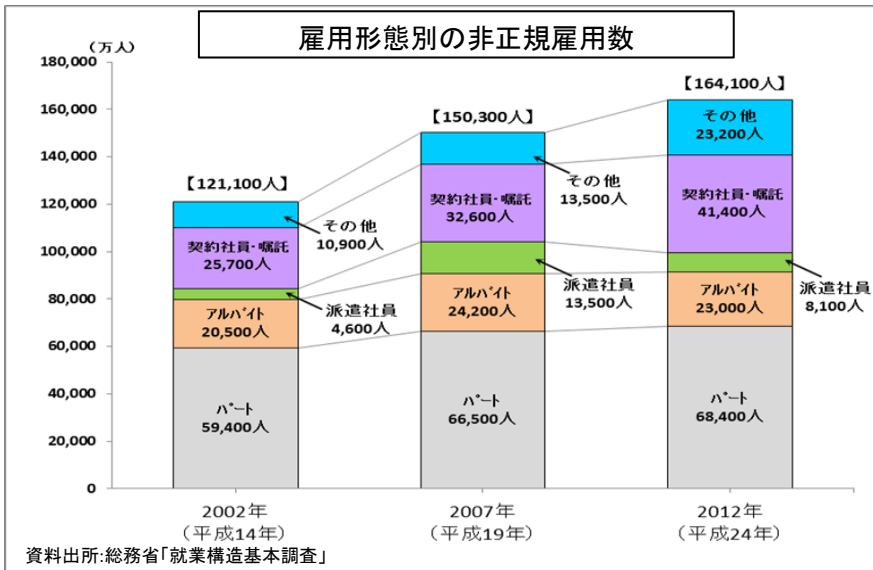 雇用形態別の非正規雇用数
(万人)
180,000
160,000
140,000
120,000
100,000
80,000
60,000
40,000
20,000
0
【121,100人】
その他
10,900人
契約社員・嘱託
25,700人
派遣社員
4,600人
アルバイト
20,500人
パート
59,400人
【150,300人】
その他
13,500人
契約社員・嘱託
32,600人
派遣社員
13,500人
アルバイト
24,200人
パート
66,500人
【164,100人】
その他
23,200人
契約社員・嘱託
41,400人
派遣社員
8,100人
アルバイト
23,000人
パート
68,400人
2002年
(平成14年)
2007年
(平成19年)
2012年
(平成24年)
資料出所:総務省「就業構造基本調査」